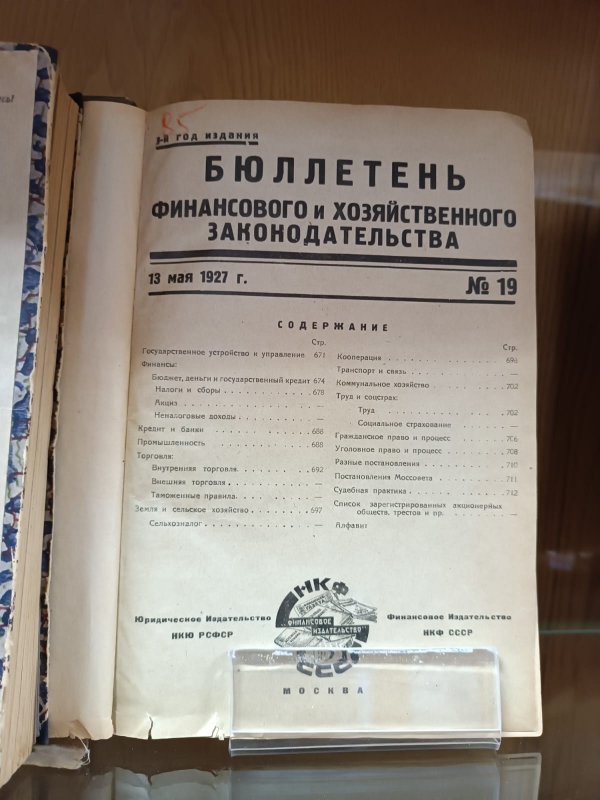 3-й год издания
БЮЛЛЕТЕНЬ
ФИНАНСОВОГО и ХОЗЯЙСТВЕННОГО
ЗАКОНОДАТЕЛЬСТВА
13 мая 1927 г.
№ 19
СОДЕРЖАНИЕ
Стр.
Государственное устройство и управление 671
Финансы:
Бюджет, деньги и государственный кредит 674
Налоги и сборы 678
Акциз —
Неналоговые доходы —
Кредит и банки 688
Промышленность 688
Торговля:
Внутренняя торговля 692
Внешняя торговля —
Таможенные правила —
Земля и сельское хозяйство 697
Сельхозналог —
Стр.
Кооперация 698
Транспорт и связь —
Коммунальное хозяйство 702
Труд и соцстрах:
Труд 702
Социальное страхование —
Гражданское право и процесс 706
Уголовное право и процесс 708
Разные постановления 710
Постановления Моссовета 711
Судебная практика 712
Список зарегистрированных акционерных
обществ, трестов и пр. —
Алфавит
Юридическое Издательство
НКЮ РСФСР
НКФ
"ФИНАНСОВОЕ
ИЗДАТЕЛЬСТВО"
СССР
Финансовое Издательство
НКФ СССР
МОСКВА